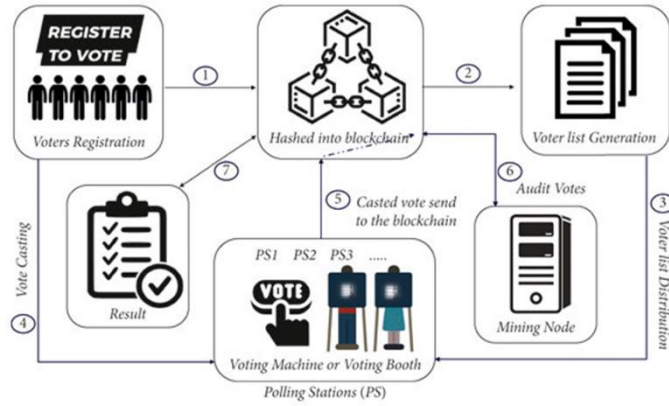 REGISTER
TO VOTE
Voters Registration
1
Hashed into blockchain
2
Voter list Generation
7
6
Audit Votes
5
Casted vote send
to the blockchain
3
Voter list Distribution
Vote Casting
4
Result
PS1 PS2 PS3 .....
VOTE
Voting Machine or Voting Booth
Mining Node
Polling Stations (PS)